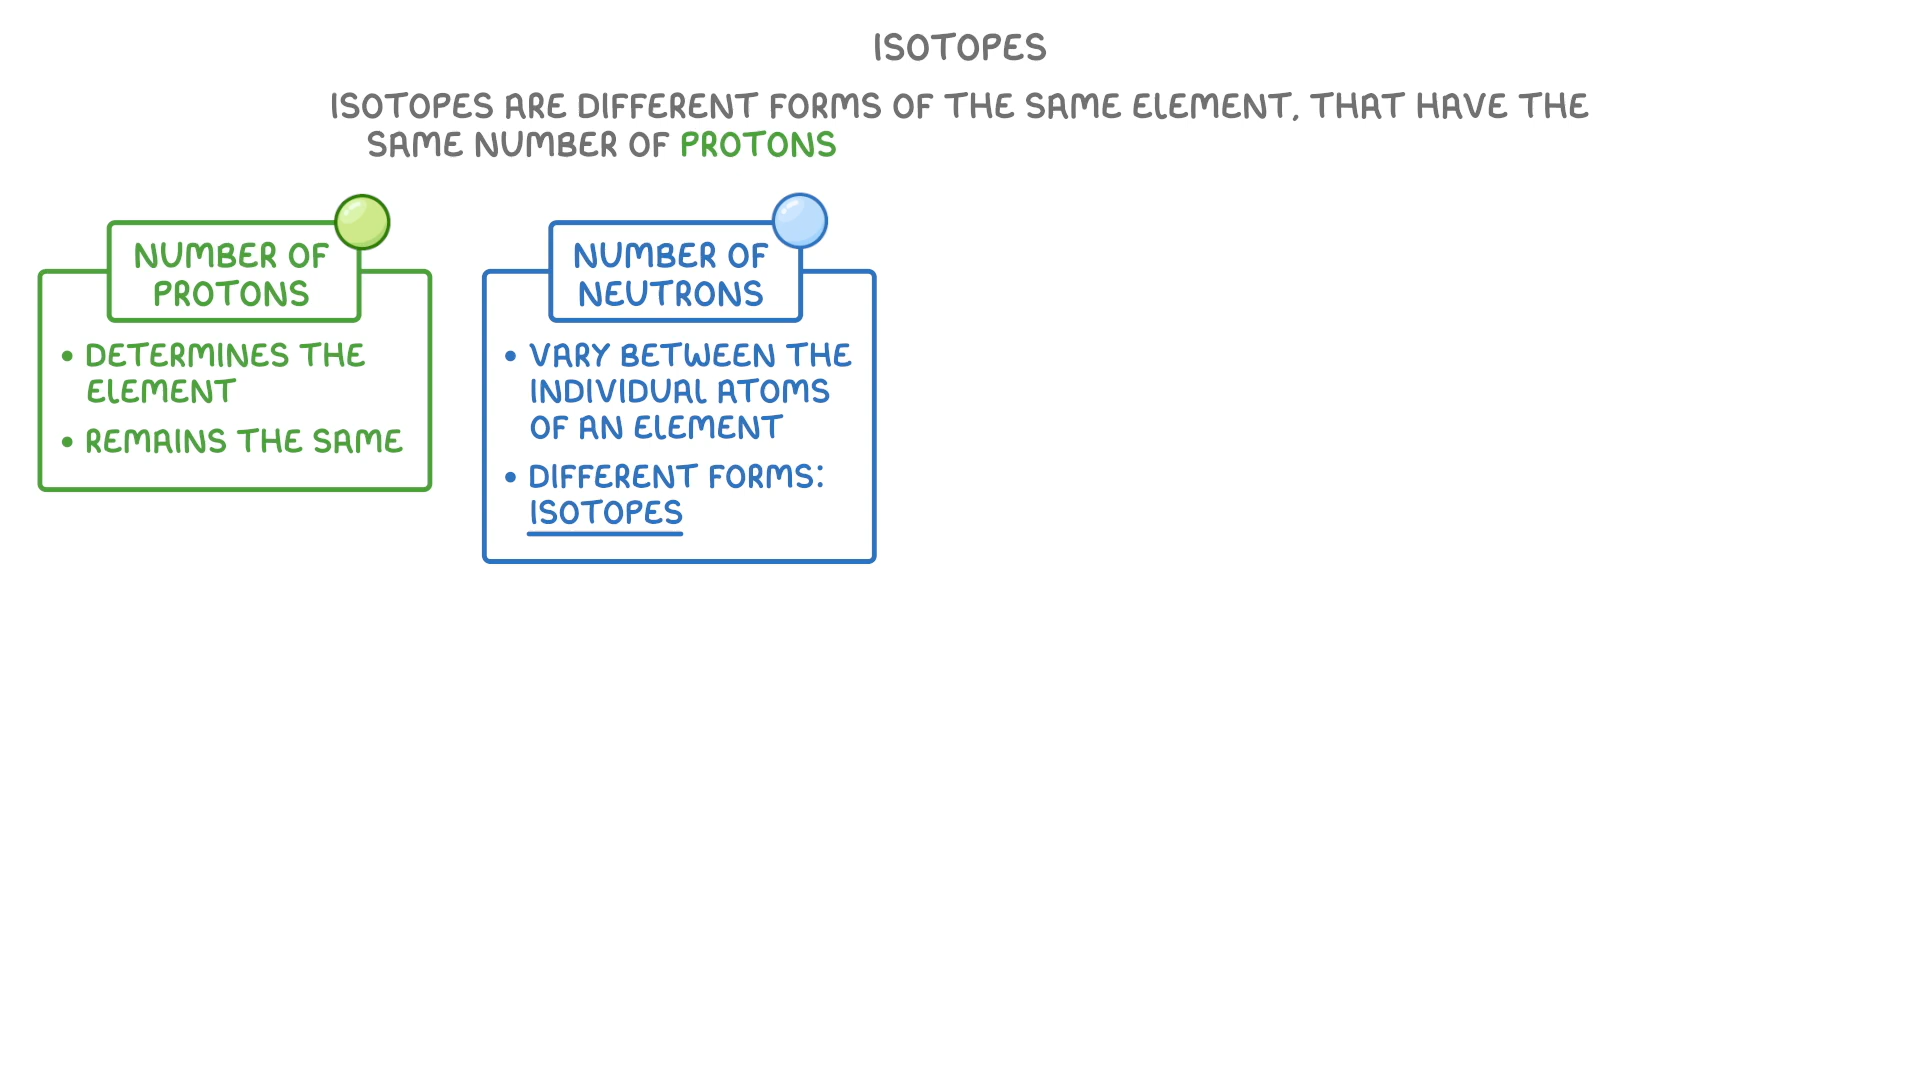 ISOTOPES
ISOTOPES ARE DIFFERENT FORMS OF THE SAME ELEMENT, THAT HAVE THE
SAME NUMBER OF PROTONS
NUMBER OF
PROTONS
• DETERMINES THE
ELEMENT
• REMAINS THE SAME
NUMBER OF
NEUTRONS
• VARY BETWEEN THE
INDIVIDUAL ATOMS
OF AN ELEMENT
• DIFFERENT FORMS:
ISOTOPES